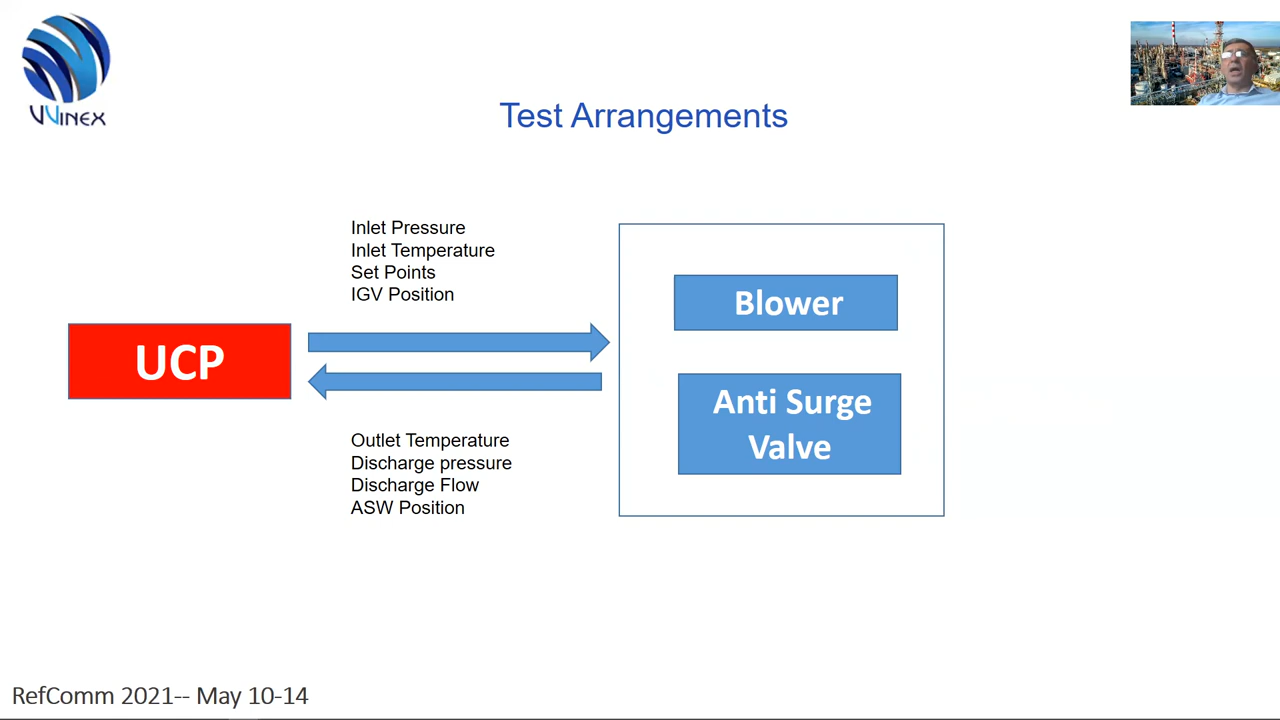 VVINEX
Test Arrangements
Inlet Pressure
Inlet Temperature
Set Points
IGV Position
UCP
Blower
Anti Surge
Valve
Outlet Temperature
Discharge pressure
Discharge Flow
ASW Position
RefComm 2021-- May 10-14